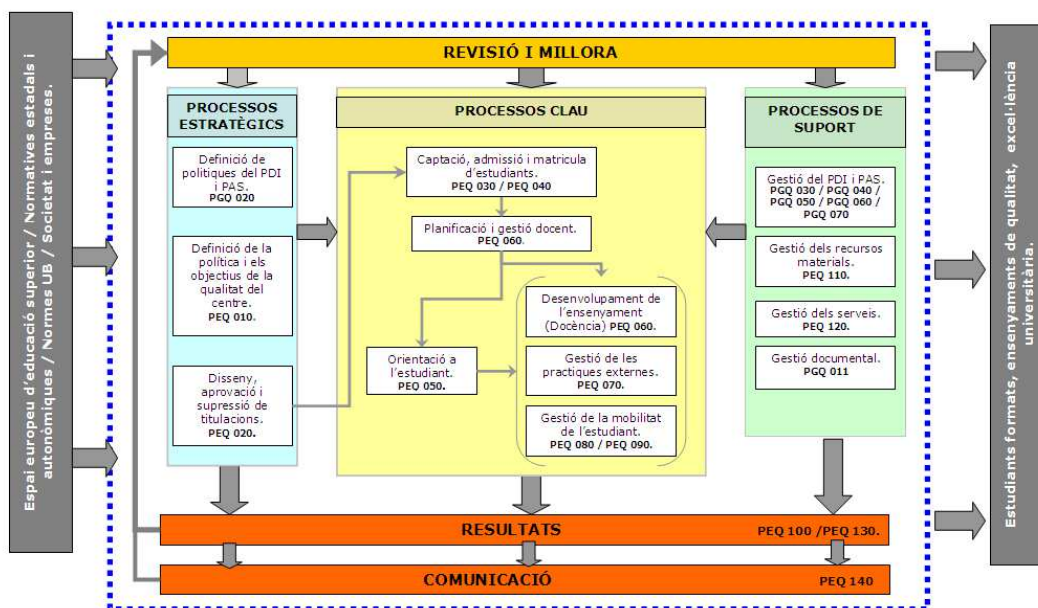 Espai europeu d'educació superior / Normatives estadals i
autonómiques / Normes UB / Societat i empreses.
REVISIÓ I MILLORA
PROCESSOS
ESTRATÈGICS
Definició de
politiques del PDI
i PAS.
PGQ 020
Definició de la
política i els
objectius de la
qualitat del
centre.
PEQ 010.
Disseny,
aprovació i
supressió de
titulacions.
PEQ 020.
PROCESSOS CLAU
Captació, admissió i matricula
d'estudiants.
PEQ 030 / PEQ 040
Planificació i gestió docent.
PEQ 060.
Orientació a
l'estudiant.
PEQ 050.
Desenvolupament de
l'ensenyament
(Docència) PEQ 060.
Gestió de les
practiques externes.
PEQ 070.
Gestió de la mobilitat
de l'estudiant.
PEQ 080 / PEQ 090.
PROCESSOS DE
SUPORT
Gestió del PDI i PAS.
PGQ 030 / PGQ 040 /
PGQ 050 / PGQ 060 /
PGQ 070
Gestió dels recursos
materials.
PEQ 110.
Gestió dels serveis.
PEQ 120.
Gestió documental.
PGQ 011
RESULTATS
PEQ 100 /PEQ 130.
COMUNICACIÓ
PEQ 140
Estudiants formats, ensenyaments de qualitat, excel·lència
universitària.